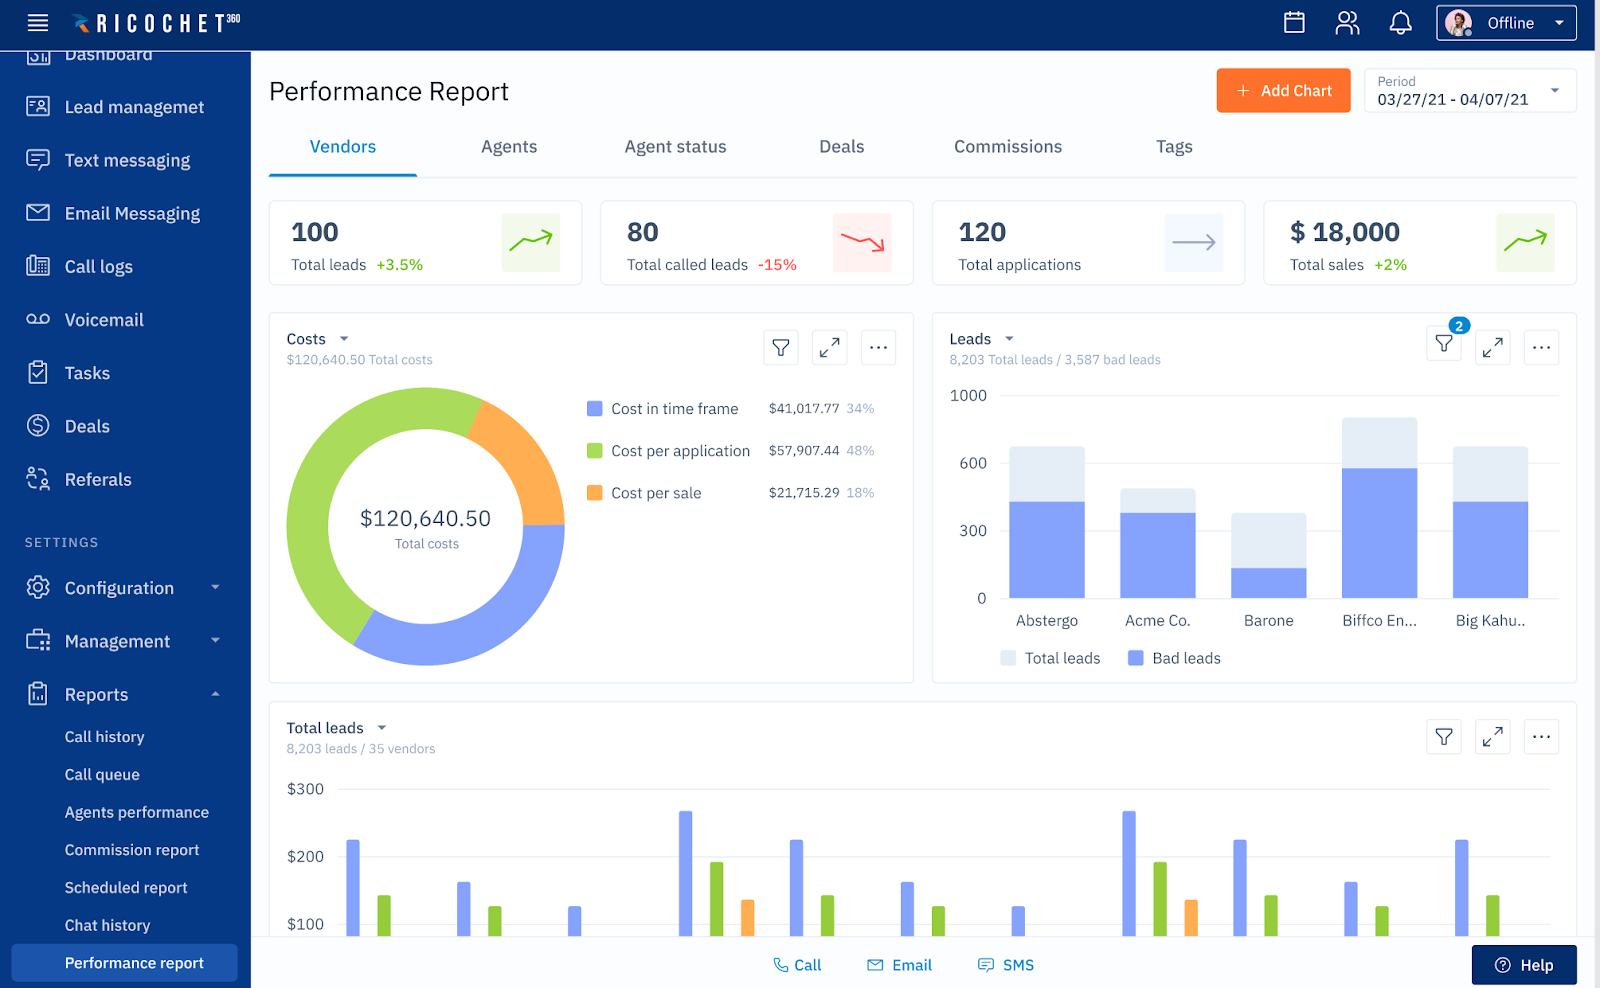 RICOCHET360
Offline
Dashboard
Lead managemet
Text messaging
Email Messaging
Call logs
Voicemail
Tasks
Deals
Referals
SETTINGS
Configuration
Management
Reports
Call history
Call queue
Agents performance
Commission report
Scheduled report
Chat history
Performance report
Performance Report
+ Add Chart
Period
03/27/21 - 04/07/21
Vendors Agents Agent status Deals Commissions Tags
100
Total leads +3.5%
80
Total called leads -15%
120
Total applications
$ 18,000
Total sales +2%
Costs
$120,640.50 Total costs
$120,640.50
Total costs
Cost in time frame $41,017.77 34%
Cost per application $57,907.44 48%
Cost per sale $21,715.29 18%
Leads
8,203 Total leads / 3,587 bad leads
2
1000
600
300
0
Abstergo Acme Co. Barone Biffco En... Big Kahu..
Total leads Bad leads
Total leads
8,203 leads / 35 vendors
$300
$200
$100
Call Email SMS
Help